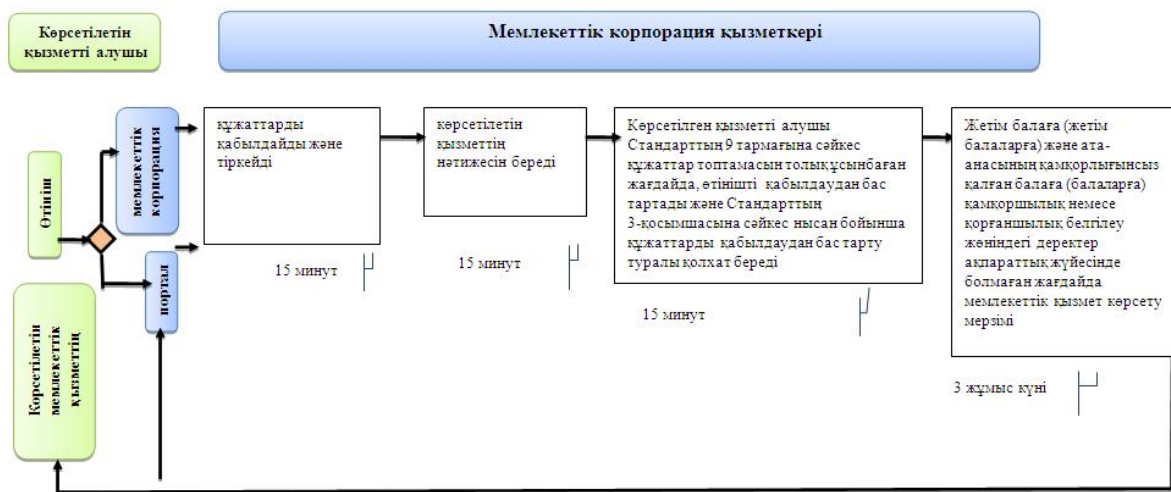 Көрсетілетін
қызметті алушы
Мемлекеттік корпорация қызметкері
Өтініш
мемлекеттік
корпорация
портал
Көрсетілетін
мемлекеттік
қызметтің
құжаттарды
қабылдайды және
тіркейді
15 минут
көрсетілетін
қызметтің
нәтижесін береді
15 минут
Көрсетілген қызметті алушы
Стандарттың 9 тармағына сәйкес
құжаттар топтамасын толық ұсынбаған
жағдайда, өтінішті қабылдаудан бас
тартады және Стандарттың
3-қосымшасына сәйкес нысан бойынша
құжаттарды қабылдаудан бас тарту
туралы қолхат береді
15 минут
Жетім балаға (жетім
балаларға) және ата-
анасының қамқорлығынсыз
қалған балаға (балаларға)
қамқоршылық немесе
қорғаншылық белгілеу
жөніндегі деректер
ақпараттық жүйесінде
болмаған жағдайда
мемлекеттік қызмет көрсету
мерзімі
3 жұмыс күні